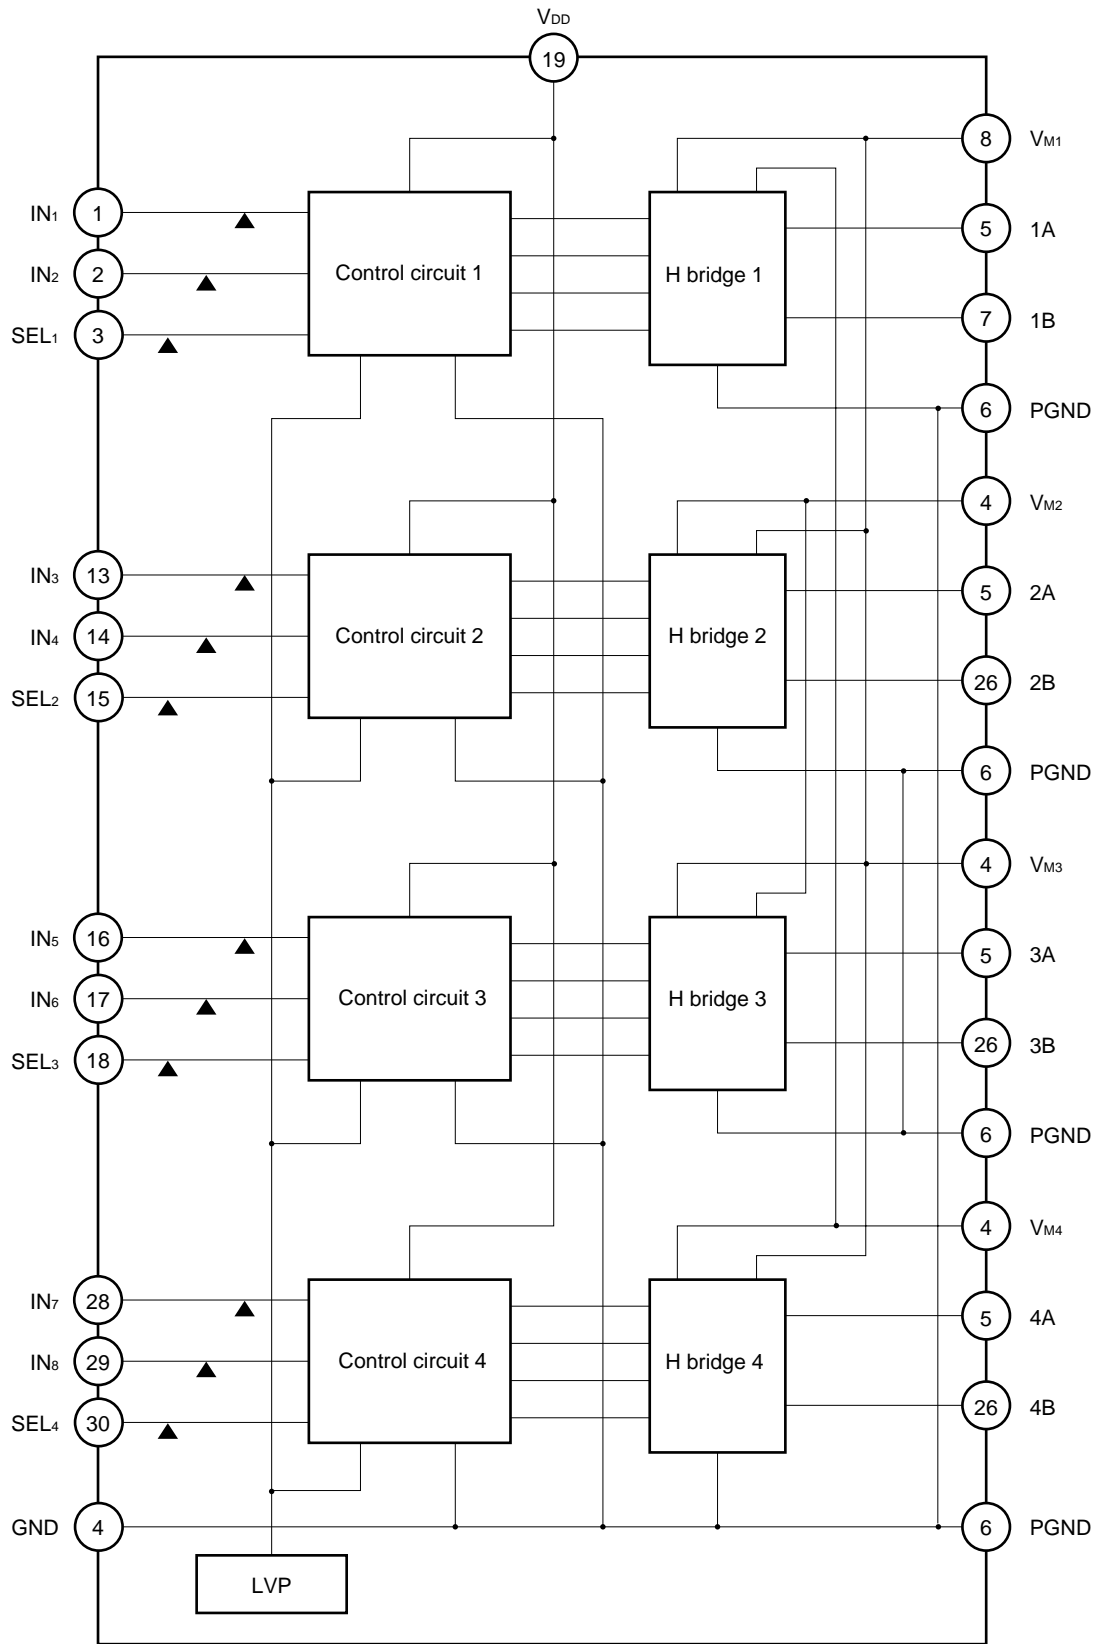 VDD
19
8 VM1
IN1 1
5 1A
IN2 2
Control circuit 1
H bridge 1
7 1B
SEL1 3
6 PGND
4 VM2
IN3 13
5 2A
IN4 14
Control circuit 2
H bridge 2
26 2B
SEL2 15
6 PGND
4 VM3
IN5 16
5 3A
IN6 17
Control circuit 3
H bridge 3
26 3B
SEL3 18
6 PGND
4 VM4
IN7 28
5 4A
IN8 29
Control circuit 4
H bridge 4
26 4B
SEL4 30
GND 4
6 PGND
LVP